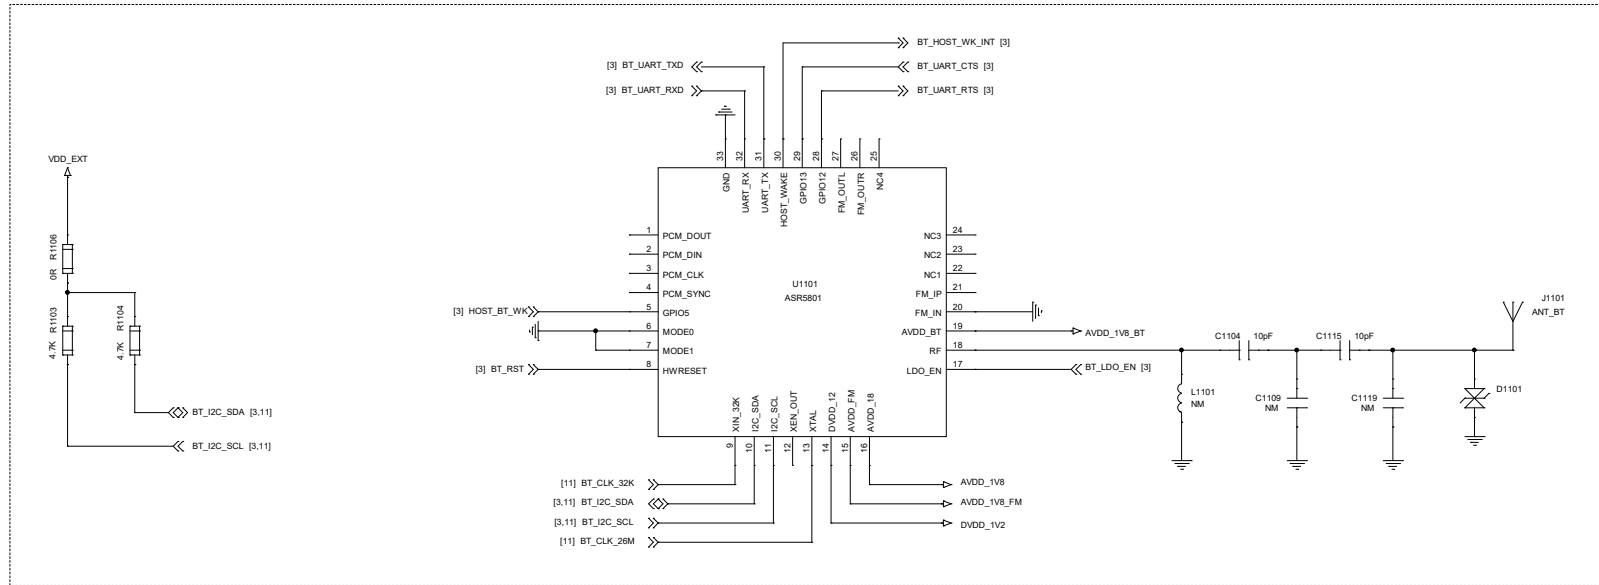 BT_HOST_WK_INT [3]
[3] BT_UART_TXD
BT_UART_CTS [3]
[3] BT_UART_RXD
BT_UART_RTS [3]
VDD_EXT
R1106
0R
R1103
4.7K
R1104
4.7K
BT_I2C_SDA [3,11]
BT_I2C_SCL [3,11]
33
32
31
30
29
28
27
26
25
GND
UART_RX
UART_TX
HOST_WAKE
GPIO13
GPIO12
FM_OUTL
FM_OUTR
NC4
1 PCM_DOUT
2 PCM_DIN
3 PCM_CLK
4 PCM_SYNC
[3] HOST_BT_WK 5 GPIO5
6 MODE0
7 MODE1
[3] BT_RST 8 HWRESET
U1101
ASR5801
NC3 24
NC2 23
NC1 22
FM_IP 21
FM_IN 20
AVDD_BT 19 AVDD_1V8_BT
RF 18
LDO_EN 17 BT_LDO_EN [3]
XIN_32K
I2C_SDA
I2C_SCL
XEN_OUT
XTAL
DVDD_12
AVDD_FM
AVDD_18
9
10
11
12
13
14
15
16
[11] BT_CLK_32K
[3,11] BT_I2C_SDA
[3,11] BT_I2C_SCL
[11] BT_CLK_26M
AVDD_1V8
AVDD_1V8_FM
DVDD_1V2
J1101
ANT_BT
C1104 10pF
C1115 10pF
L1101
NM
C1109
NM
C1119
NM
D1101